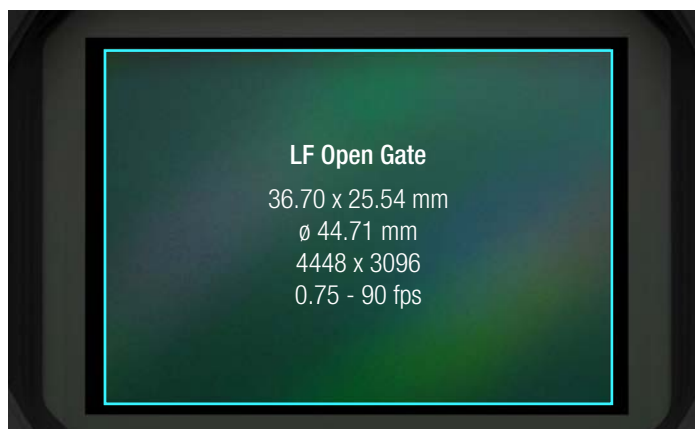 LF Open Gate
36.70 x 25.54 mm
ø 44.71 mm
4448 x 3096
0.75 - 90 fps